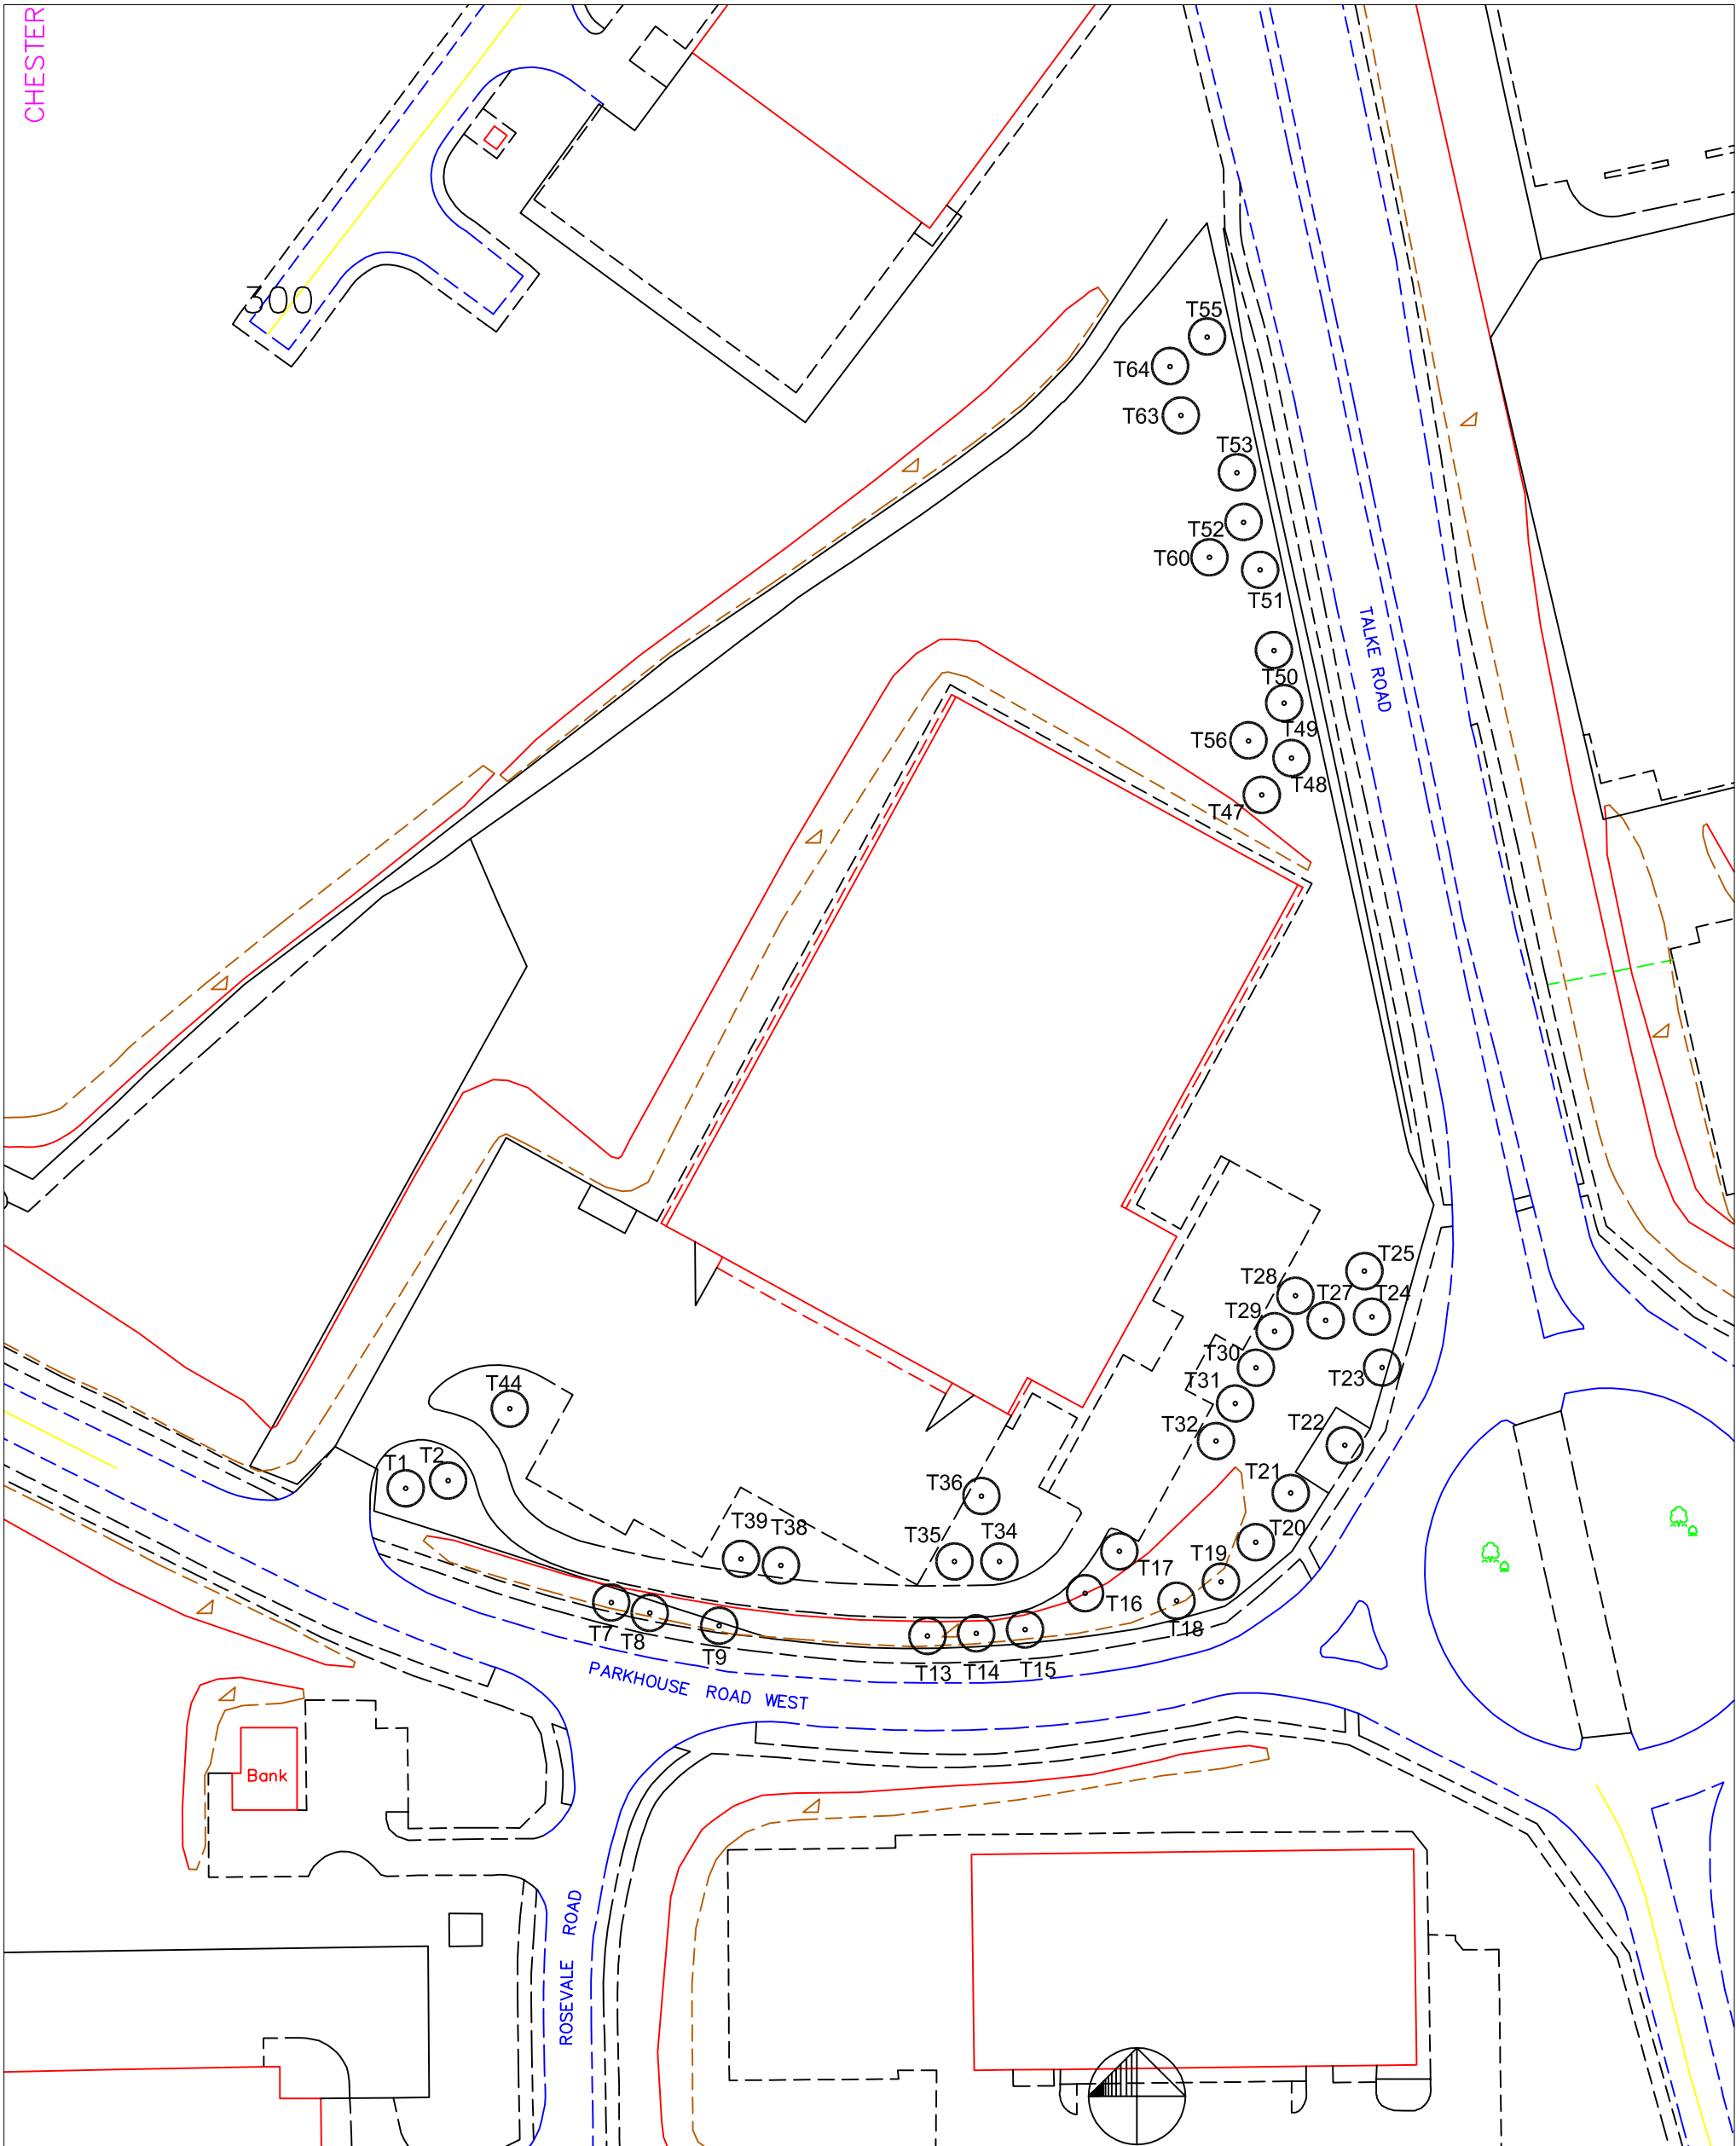 CHESTER
300
T55
T64
T63
T53
T52
T60
T51
TALKE ROAD
T50
T49
T56
T48
T47
T25
T28
T27
T24
T29
T30
T23
T31
T44
T32
T22
T1
T2
T36
T21
T39
T38
T35
T34
T20
T17
T19
T16
T7
T8
T18
T9
T13
T14
T15
PARKHOUSE ROAD WEST
Bank
ROSEVALE ROAD